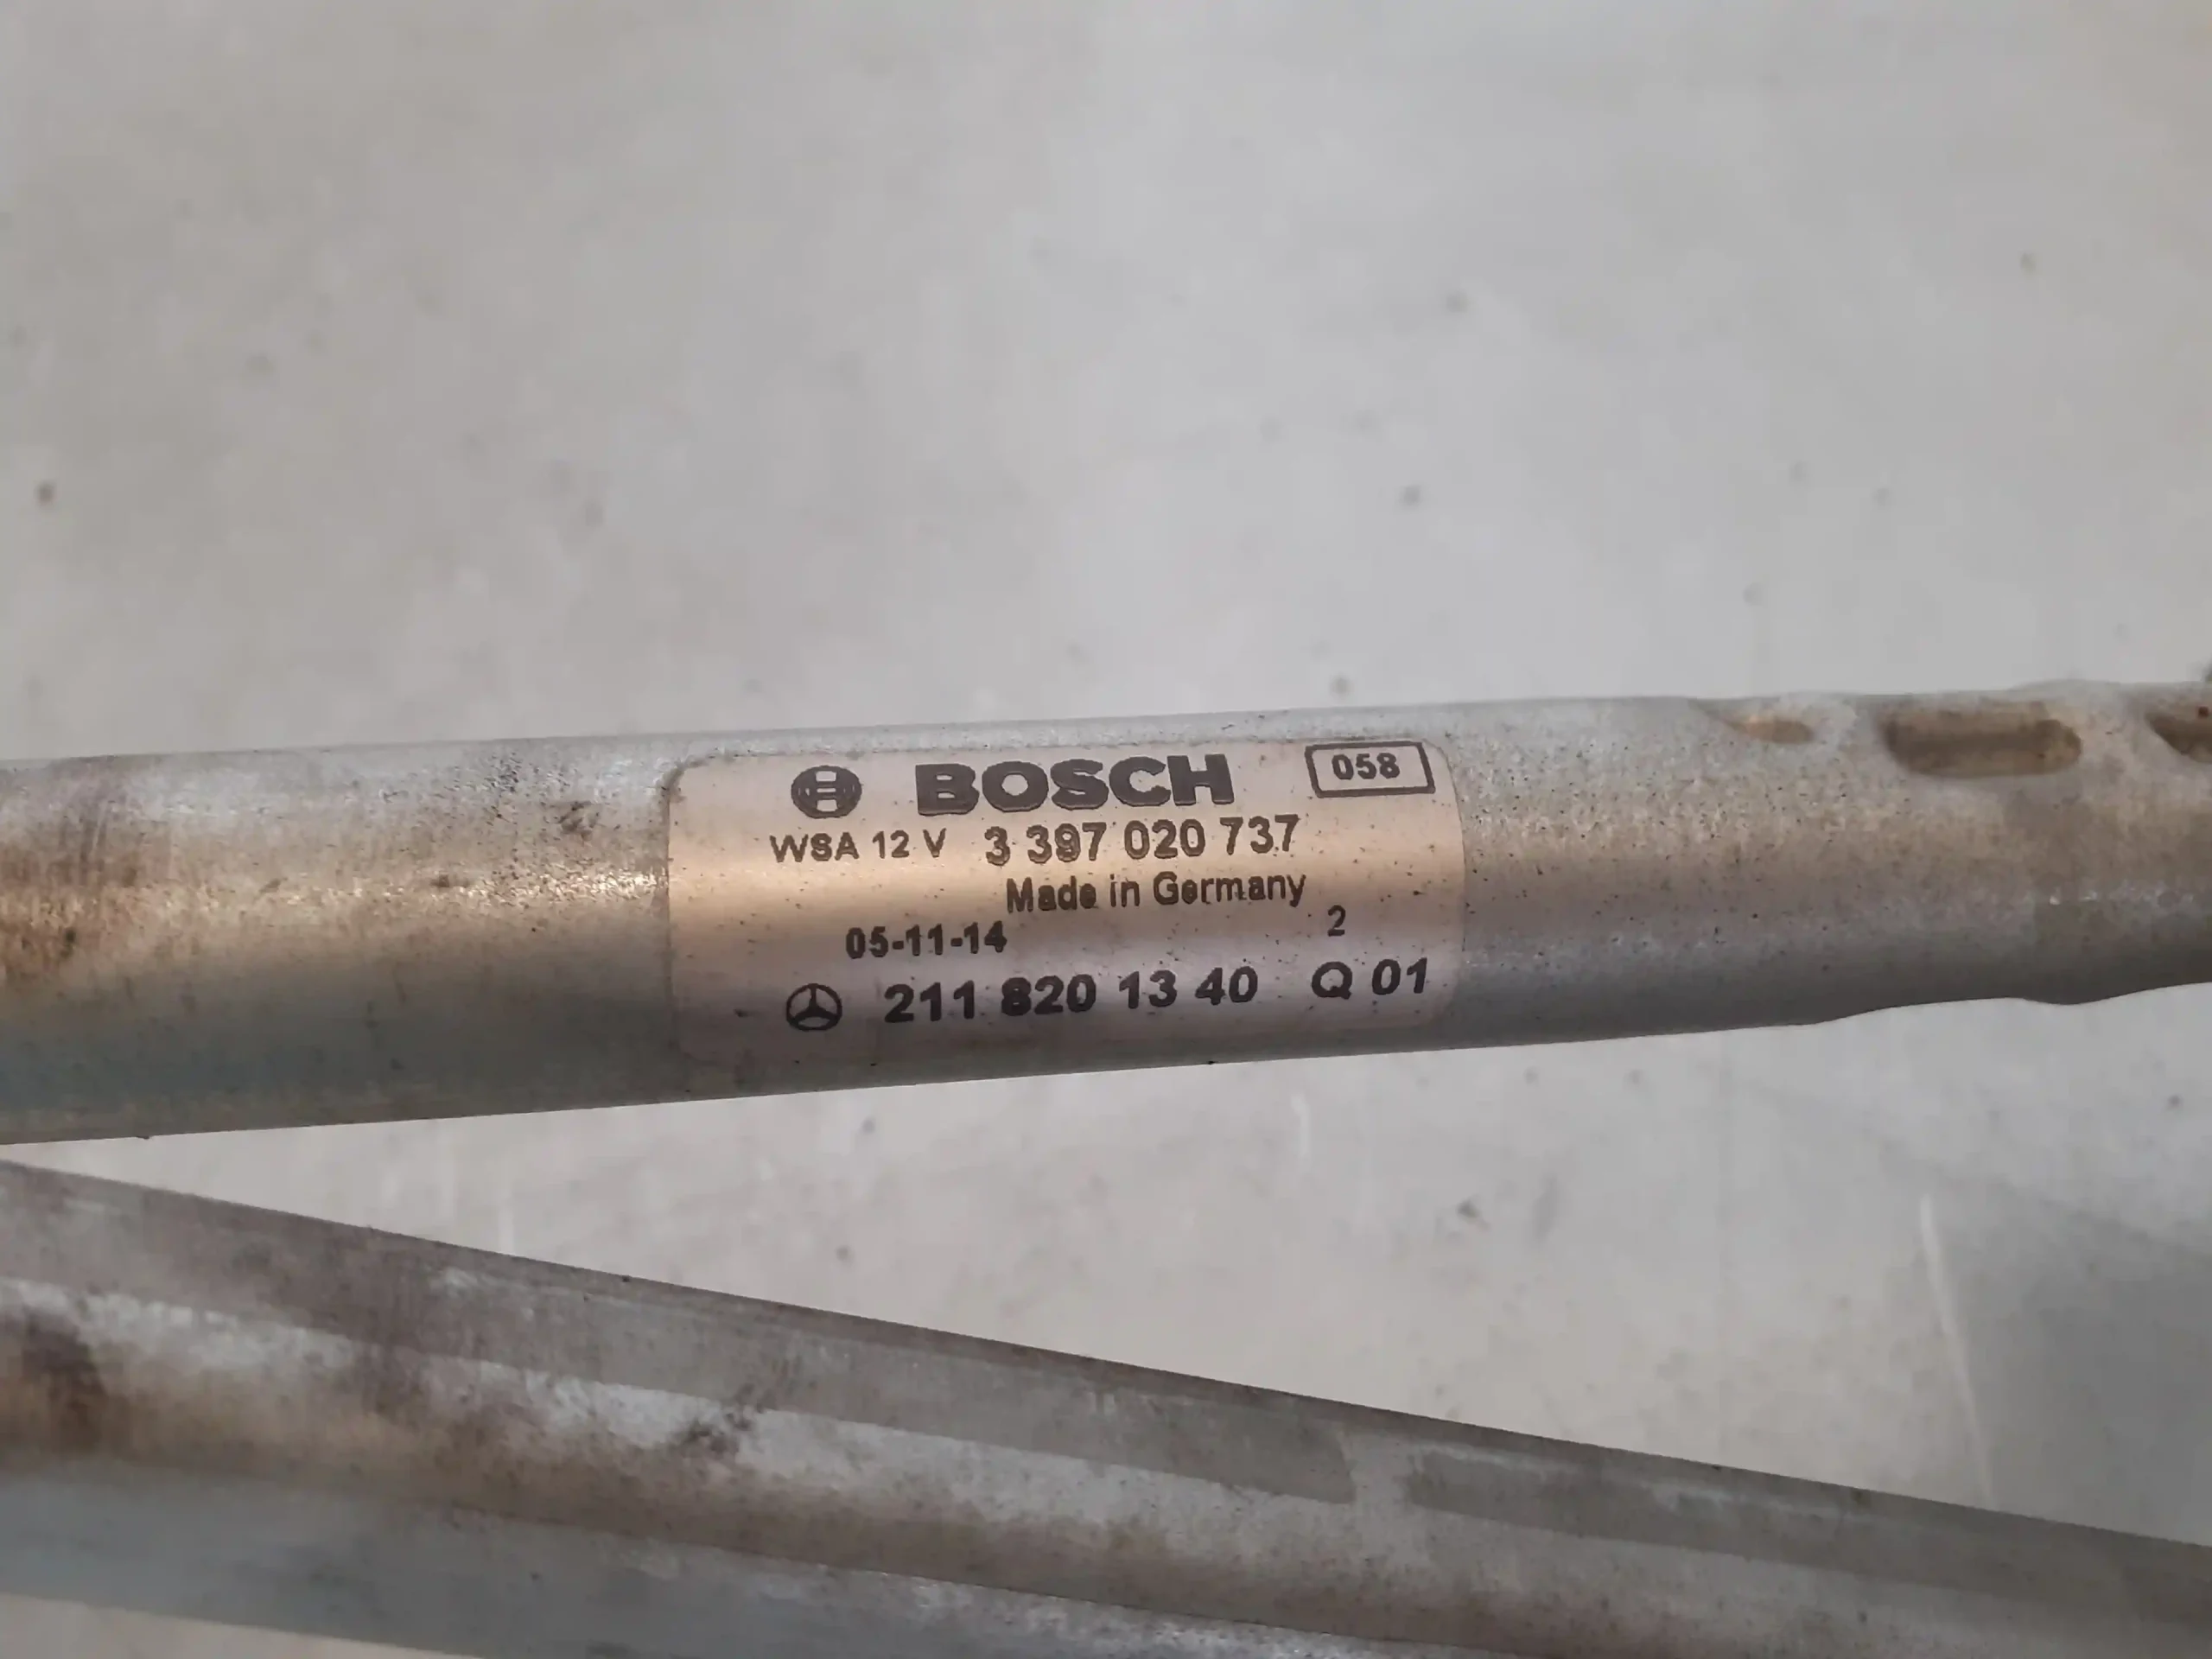 BOSCH 058
WSA 12 V 3 397 020 737
Made in Germany
05-11-14 2
211 820 13 40 Q 01